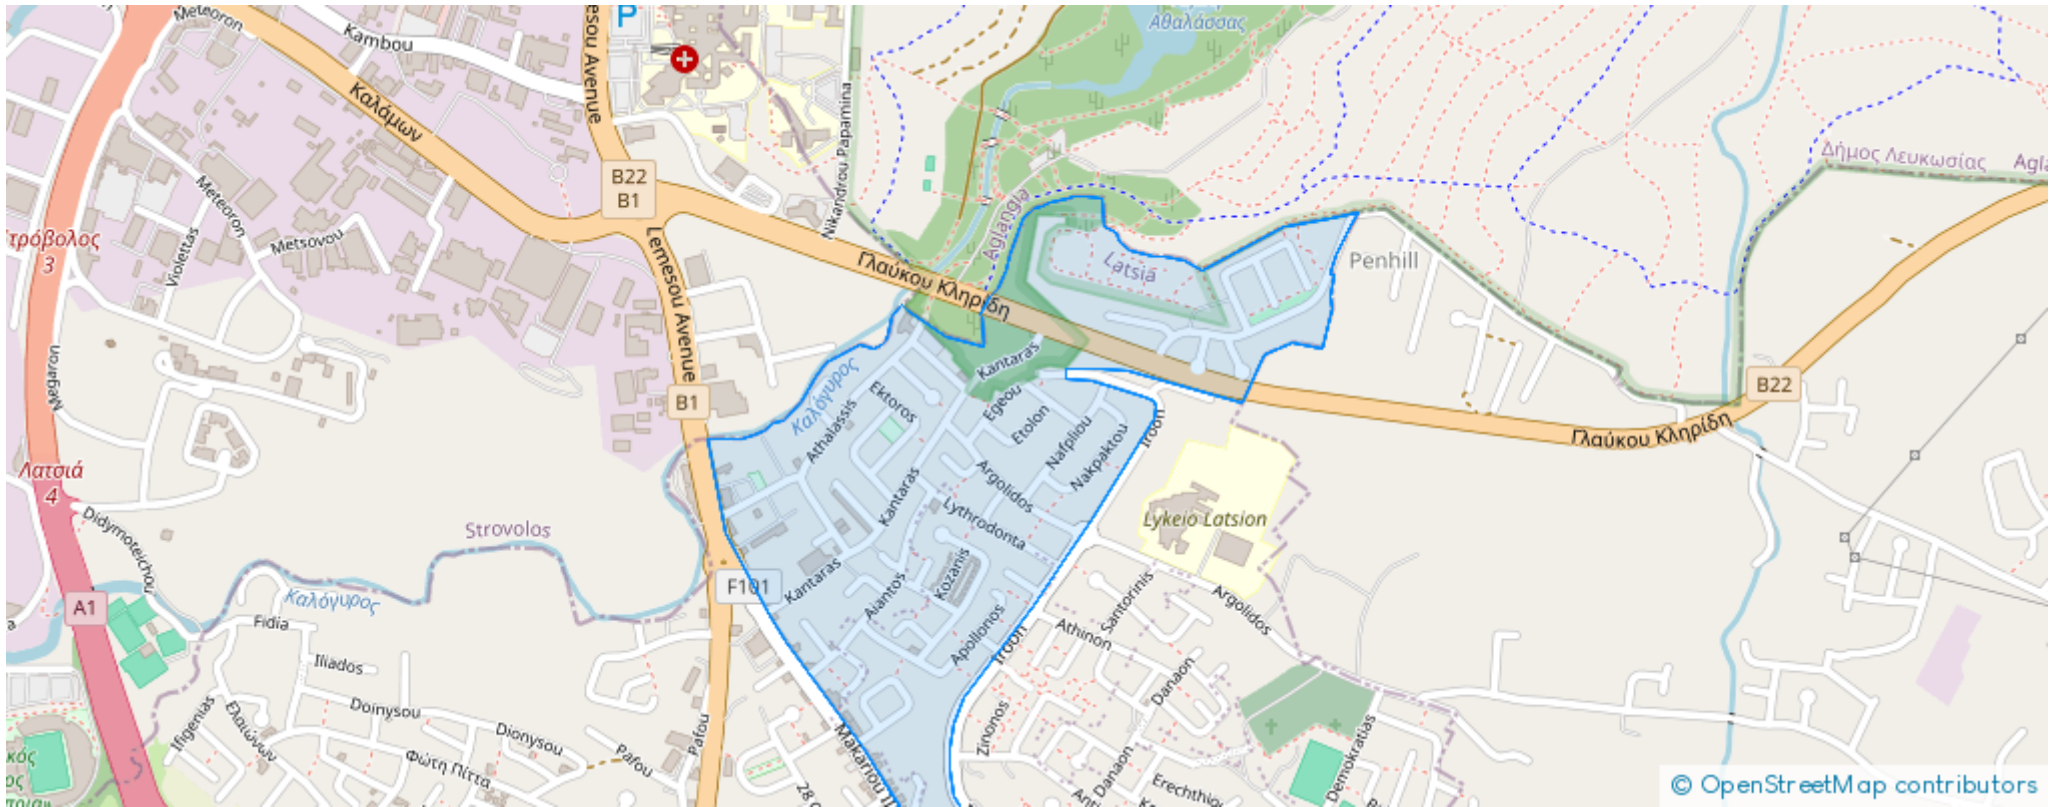 Meteoron
Kambou
Lemesou Avenue
P
Αθαλάσσας
Καλάμων
Nikandrou Papamina
Δήμος Λευκωσίας
B22
B1
Meteoron
Violettas
Metsovou
3
Lemesou Avenue
Aglangia
Latsia
Penhill
Γλαύκου Κληρίδη
Megaron
B1
Καλόγυρος
Athalassis
Ektoros
Kantaras
Egeou
Etolon
Nafpliou
Nakpaktou
Iroon
B22
Γλαύκου Κληρίδη
Λατσιά
4
Didymoteichou
Strovolos
Kantaras
Argolidos
Lythrodonta
Lykeio Latsion
A1
Καλόγυρος
F101
Kantaras
Aiantos
Kozanis
Apollonos
Iroon
Santorinis
Argolidos
Fidia
Iliados
Athinon
Danaon
Ifigenias
Ελαιώνων
Doinysou
Dionysou
Φώτη Πίττα
Pafou
Pafou
Makariou
Zinonos
Danaon
Demokratias
© OpenStreetMap contributors